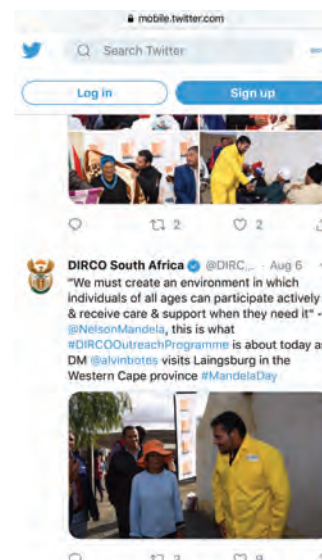 mobile.twitter.com
Search Twitter
Log in
Sign up
2
2
DIRCO South Africa @DIRC... · Aug 6
"We must create an environment in which
individuals of all ages can participate actively
& receive care & support when they need it" -
@NelsonMandela, this is what
#DIRCOOutreachProgramme is about today a
DM @alvinbotes visits Laingsburg in the
Western Cape province #MandelaDay